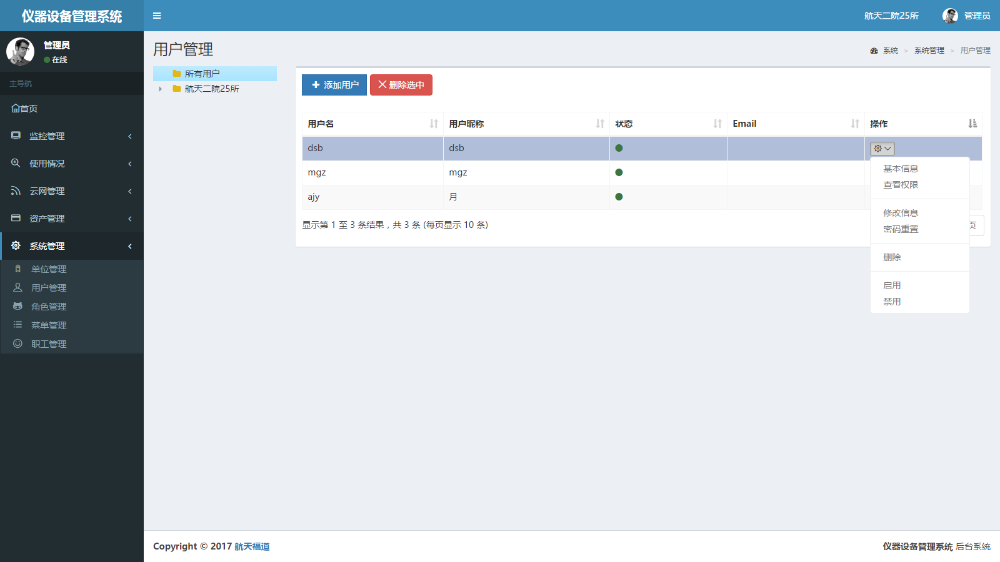 仪器设备管理系统
航天二院25所
管理员
管理员
在线
主导航
首页
监控管理
使用情况
云网管理
资产管理
系统管理
单位管理
用户管理
角色管理
菜单管理
职工管理
用户管理
系统 > 系统管理 > 用户管理
所有用户
航天二院25所
添加用户 删除选中
用户名 用户昵称 状态 Email 操作
dsb dsb
mgz mgz
ajy 月
显示第 1 至 3 条结果，共 3 条 (每页显示 10 条)
页
基本信息
查看权限
修改信息
密码重置
删除
启用
禁用
Copyright © 2017 航天福道
仪器设备管理系统 后台系统